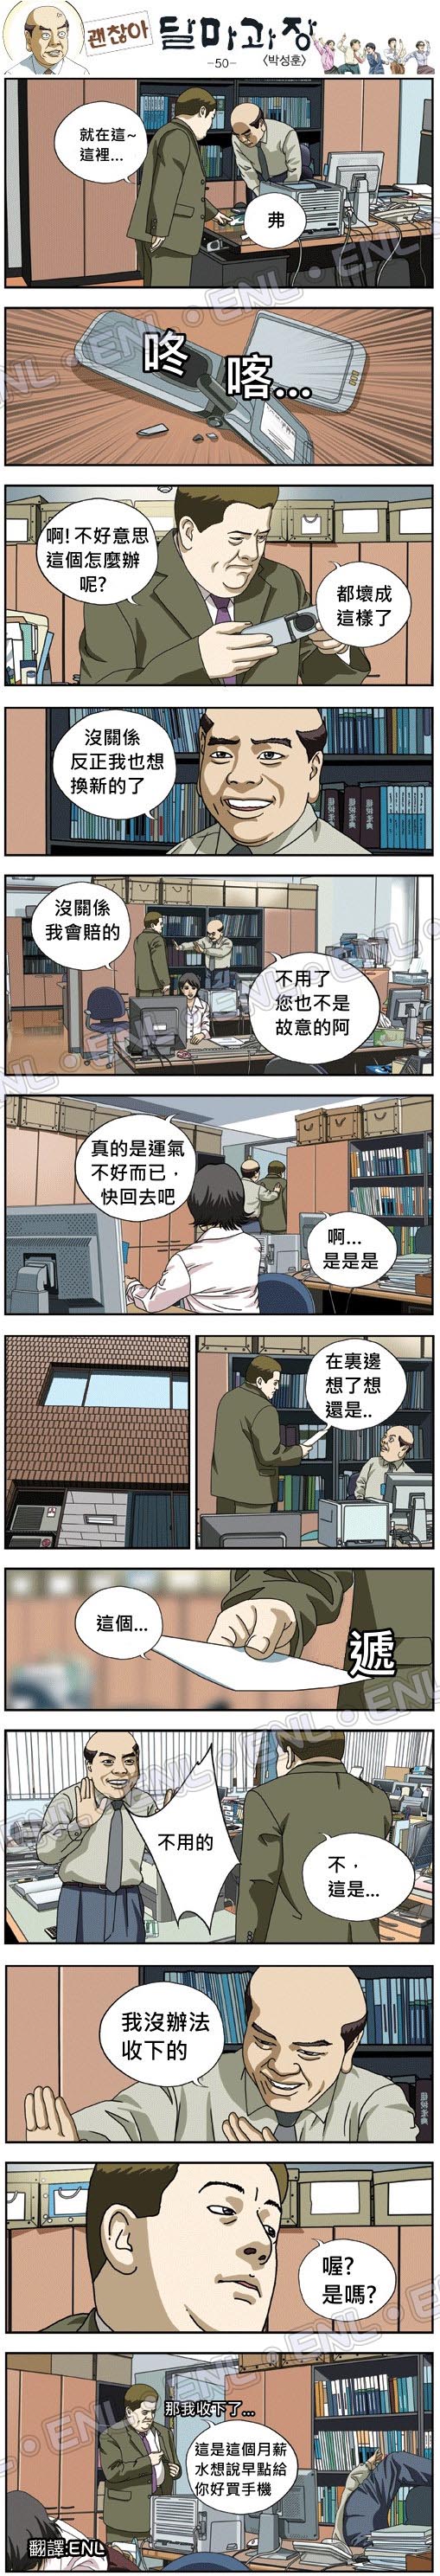 괜찮아 달마과장
-50- <박성훈>
就在這~
這裡...
弗
咚
喀...
啊! 不好意思
這個怎麼辦
呢?
都壞成
這樣了
沒關係
反正我也想
換新的了
沒關係
我會賠的
不用了
您也不是
故意的阿
真的是運氣
不好而已，
快回去吧
啊...
是是是
在裏邊
想了想
還是..
這個...
遞
不用的
不，
這是...
我沒辦法
收下的
喔?
是嗎?
那我收下了...
這是這個月薪
水想說早點給
你好買手機
翻譯:ENL